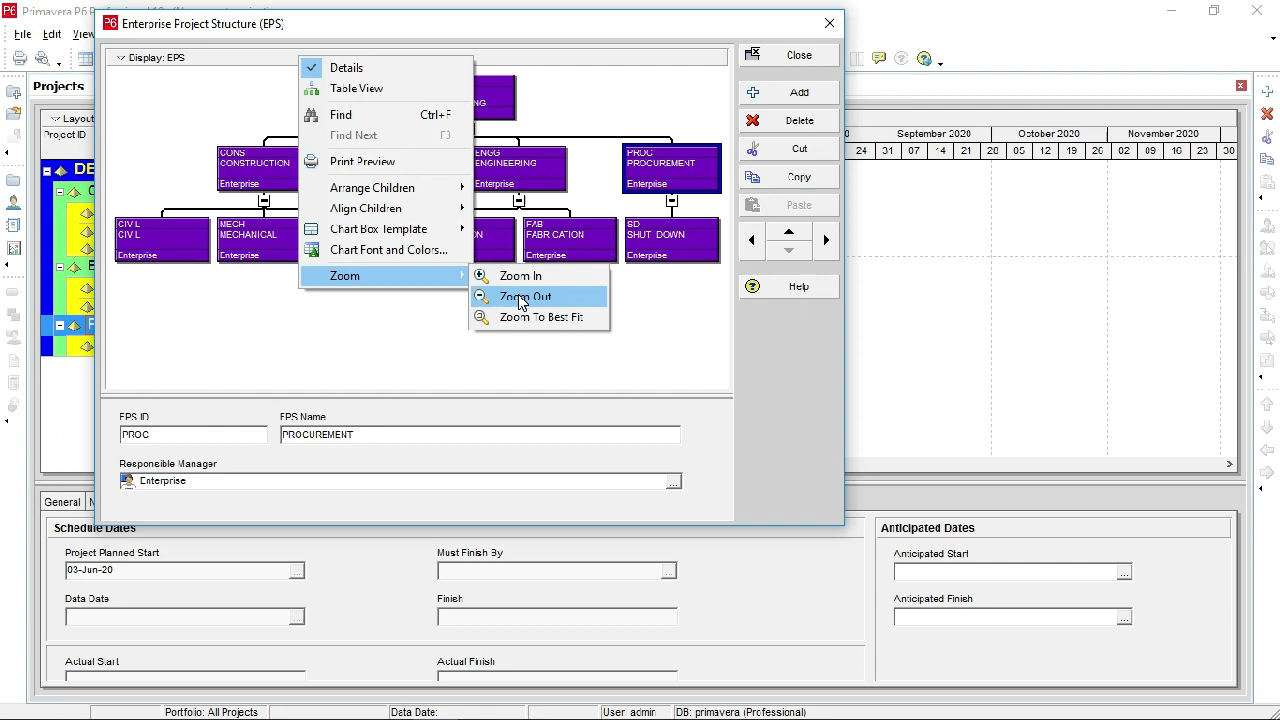 Enterprise Project Structure (EPS)
File Edit View
Display: EPS
Close
Add
Delete
Cut
Copy
Paste
Help
Details
Table View
Find Ctrl+F
Find Next F3
Print Preview
Arrange Children
Align Children
Chart Box Template
Chart Font and Colors...
Zoom
Zoom In
Zoom Out
Zoom To Best Fit
CONS
CONSTRUCTION
Enterprise
ENGG
ENGINEERING
Enterprise
PROC
PROCUREMENT
Enterprise
CIVIL
CIVIL
Enterprise
MECH
MECHANICAL
Enterprise
Enterprise
FAB
FABRICATION
Enterprise
SD
SHUT DOWN
Enterprise
EPS ID
EPS Name
PROC
PROCUREMENT
Responsible Manager
Enterprise
...
Projects
Layout
Project ID
DE
September 2020 October 2020 November 2020
24 31 07 14 21 28 05 12 19 26 02 09 16 23 30
General
Schedule Dates
Anticipated Dates
Project Planned Start
Must Finish By
Anticipated Start
03-Jun-20
Data Date
Finish
Anticipated Finish
Actual Start
Actual Finish
Portfolio: All Projects
Data Date:
User: admin
DB: primavera (Professional)